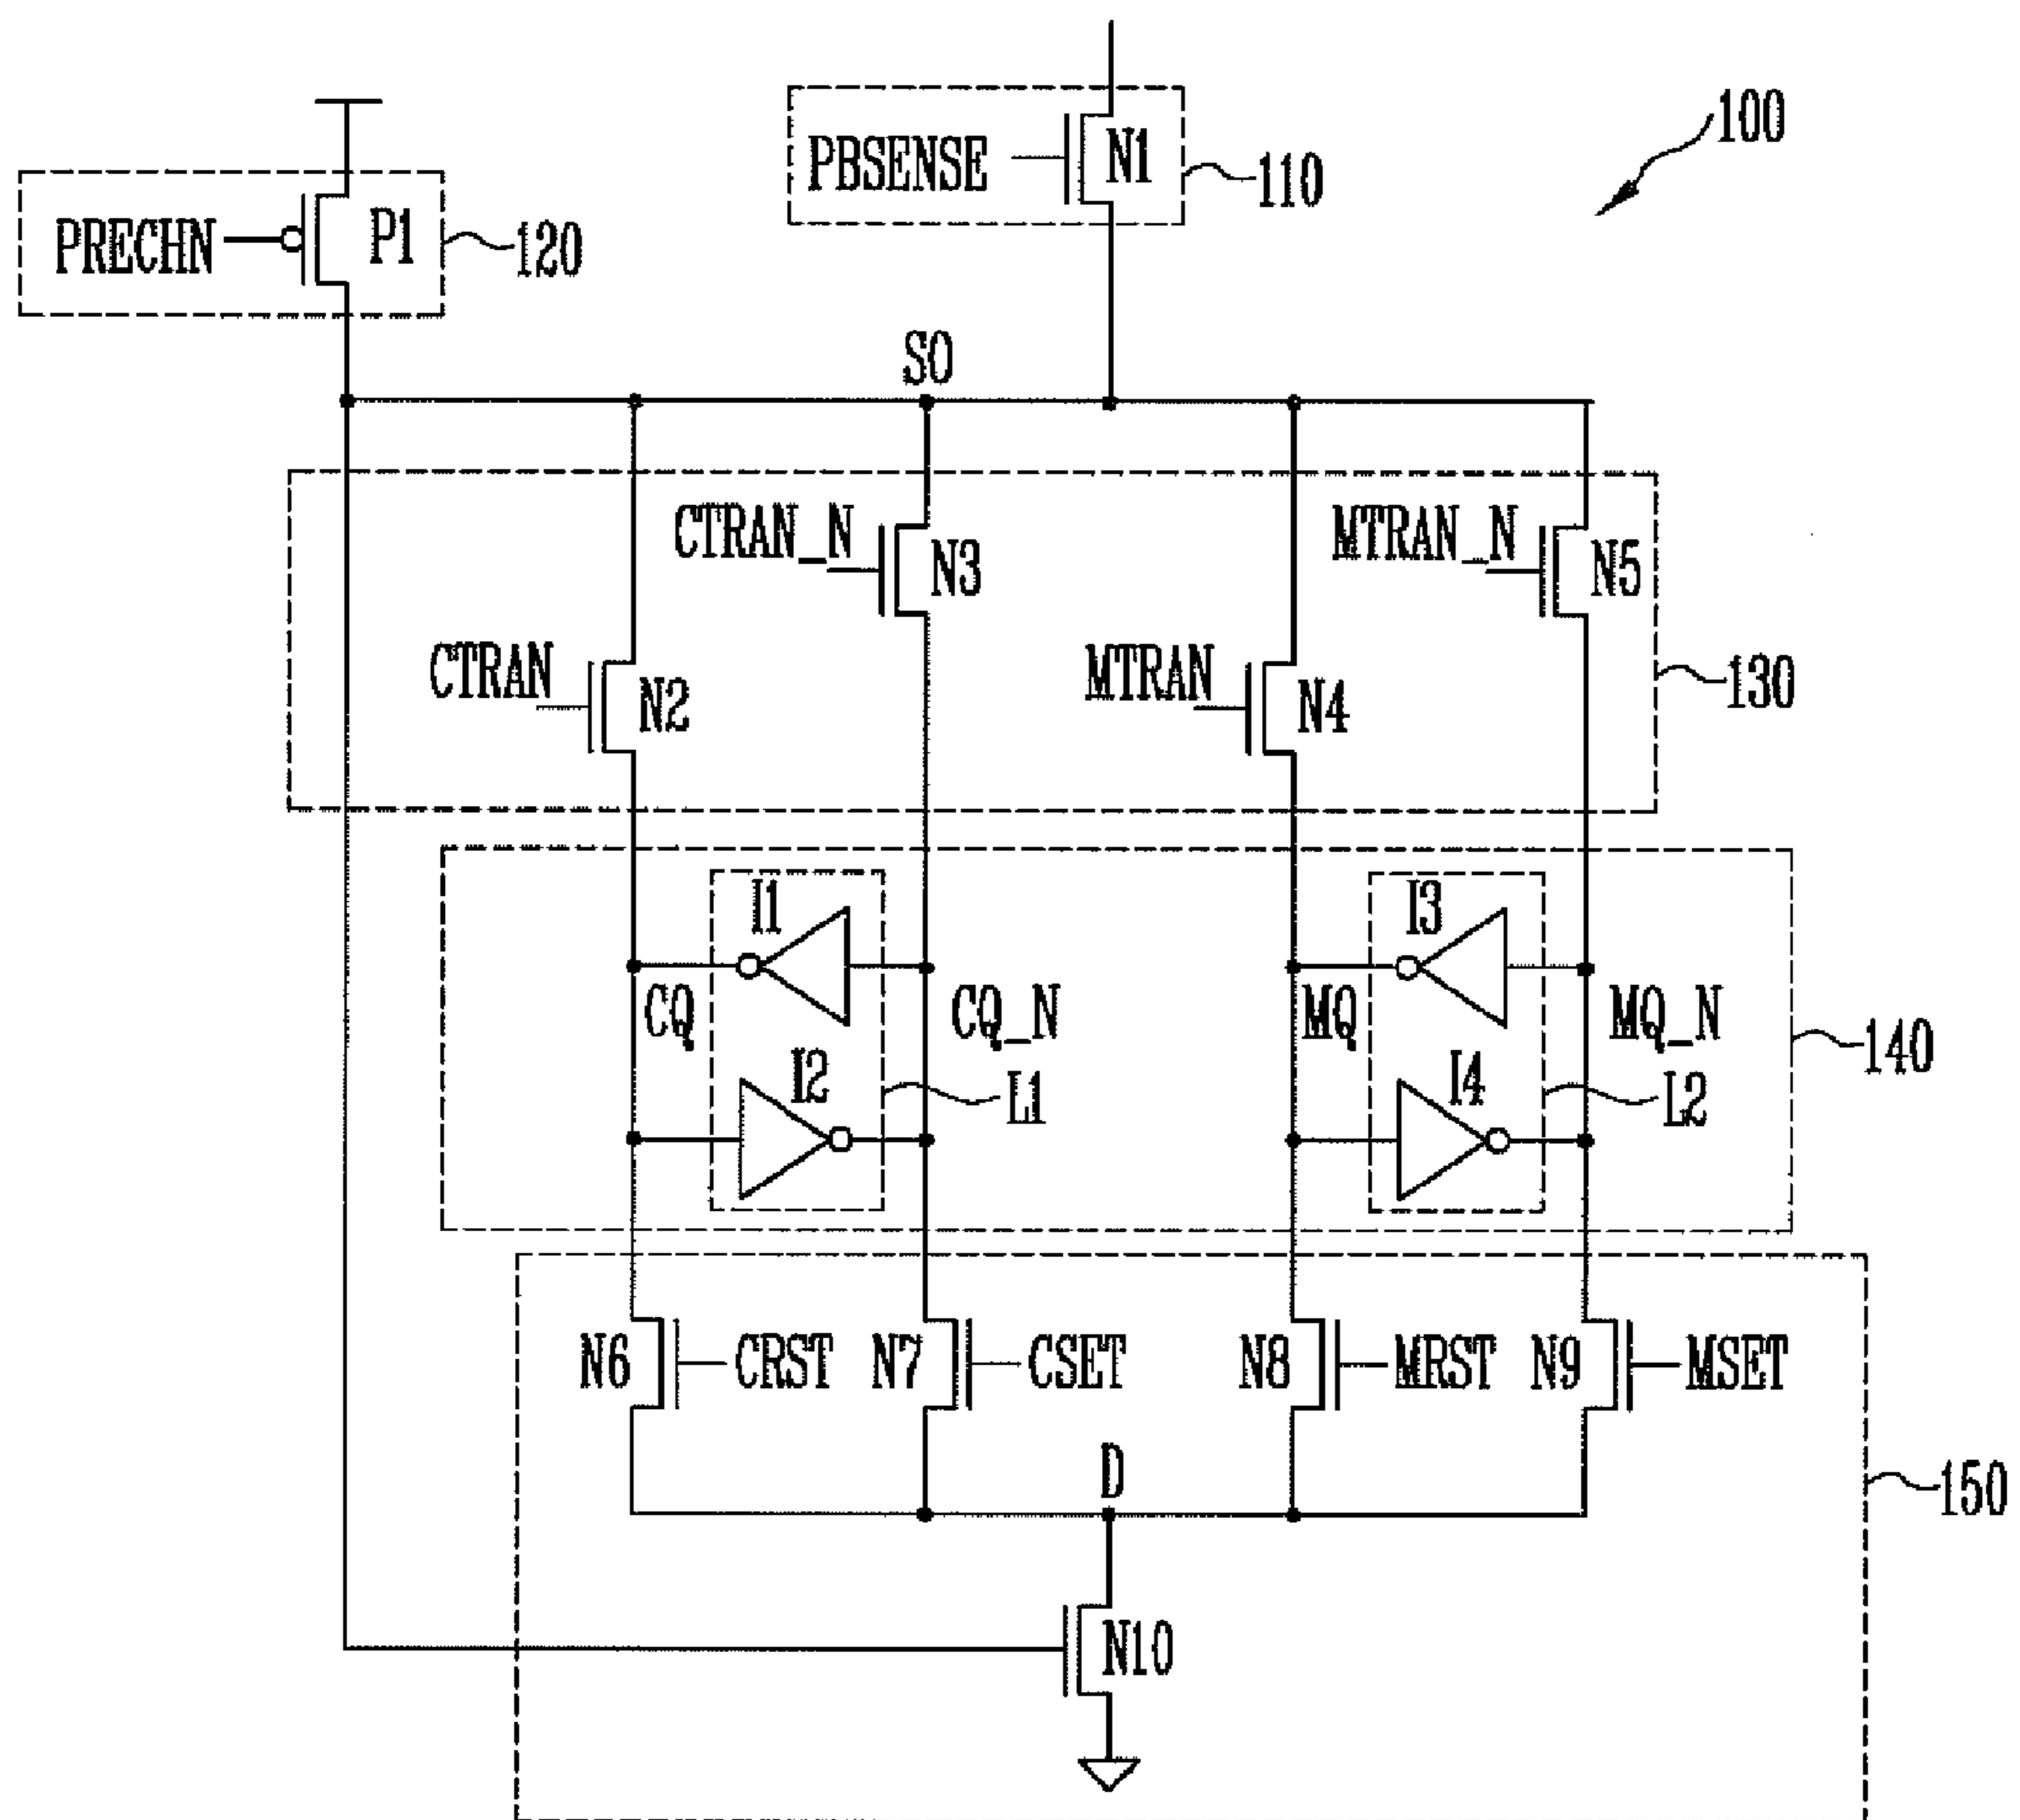 100
PBSENSE
N1
110
PRECHN
P1
120
SO
CTRAN_N
N3
MTRAN_N
N5
CTRAN
N2
MTRAN
N4
130
I1
I3
CQ
CQ_N
MQ
MQ_N
140
I2
L1
I4
L2
N6
CRST
N7
CSET
N8
MRST
N9
MSET
D
150
N10